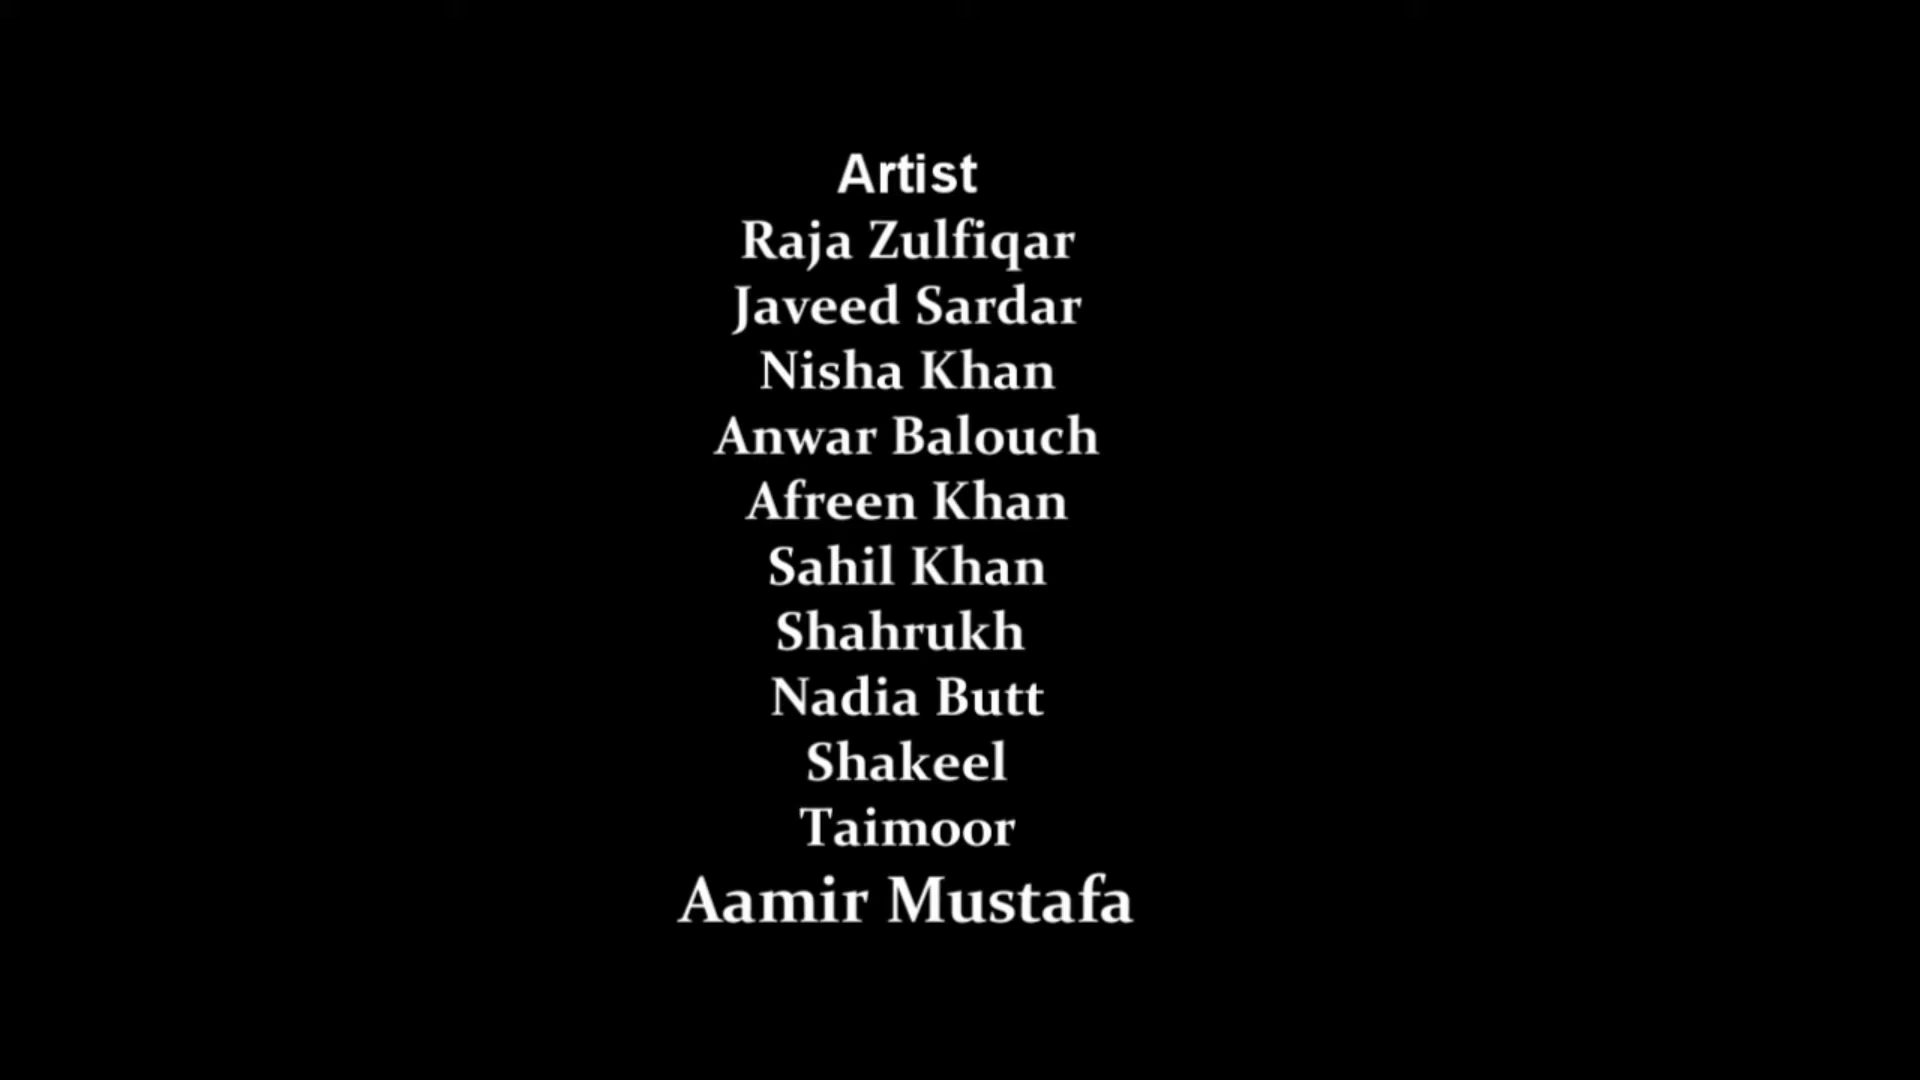 Artist
Raja Zulfiqar
Javeed Sardar
Nisha Khan
Anwar Balouch
Afreen Khan
Sahil Khan
Shahrukh
Nadia Butt
Shakeel
Taimoor
Aamir Mustafa